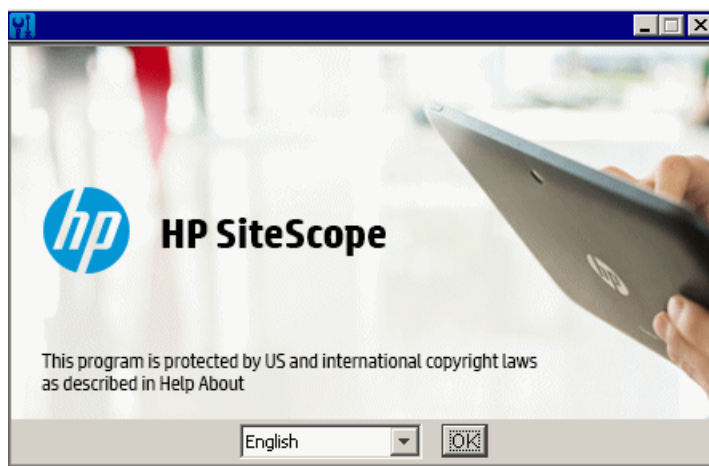 hp
HP SiteScope
hp
This program is protected by US and international copyright laws
as described in Help About
English
OK